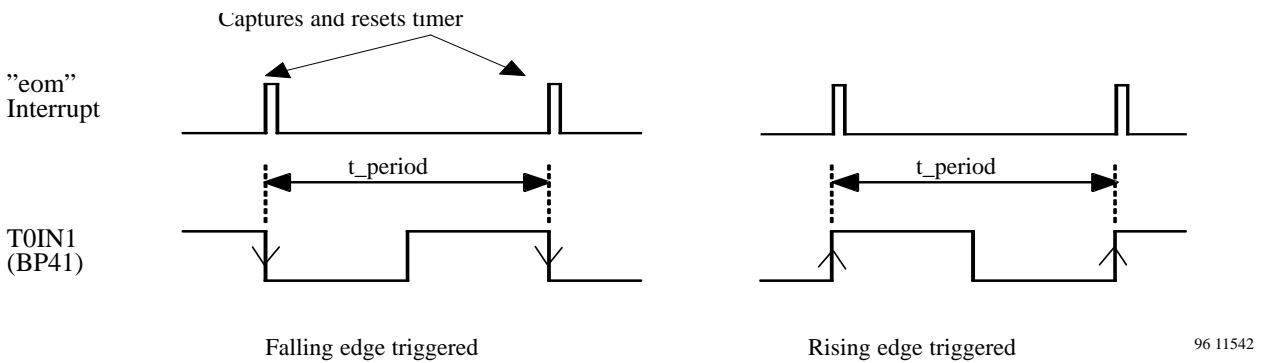 Captures and resets timer
”eom”
Interrupt
t_period
t_period
T0IN1
(BP41)
Falling edge triggered
Rising edge triggered
96 11542